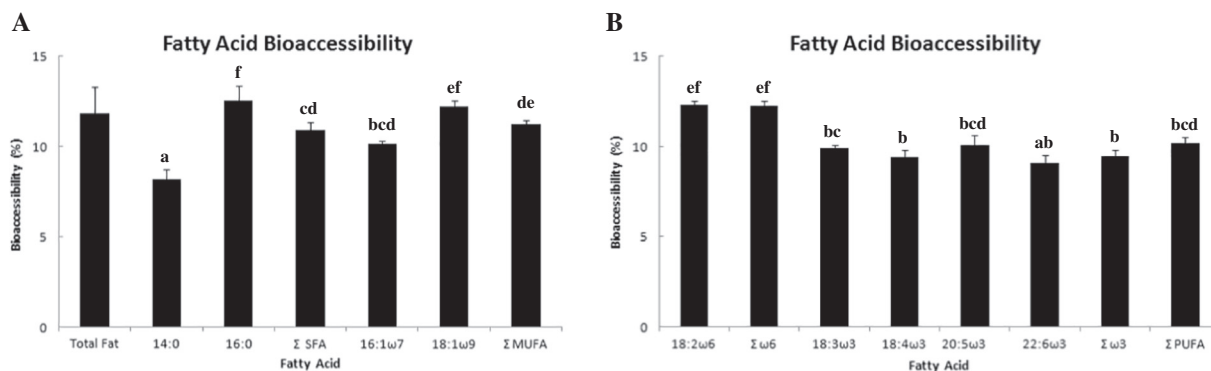 A
Fatty Acid Bioaccessibility
15
10
5
0
Bioaccessibility (%)
a
f
cd
bcd
ef
de
Total Fat 14:0 16:0 Σ SFA 16:1ω7 18:1ω9 Σ MUFA
Fatty Acid
B
Fatty Acid Bioaccessibility
15
10
5
0
Bioaccessibility (%)
ef ef
bc
b
bcd
ab
b
bcd
18:2ω6 Σ ω6 18:3ω3 18:4ω3 20:5ω3 22:6ω3 Σ ω3 Σ PUFA
Fatty Acid